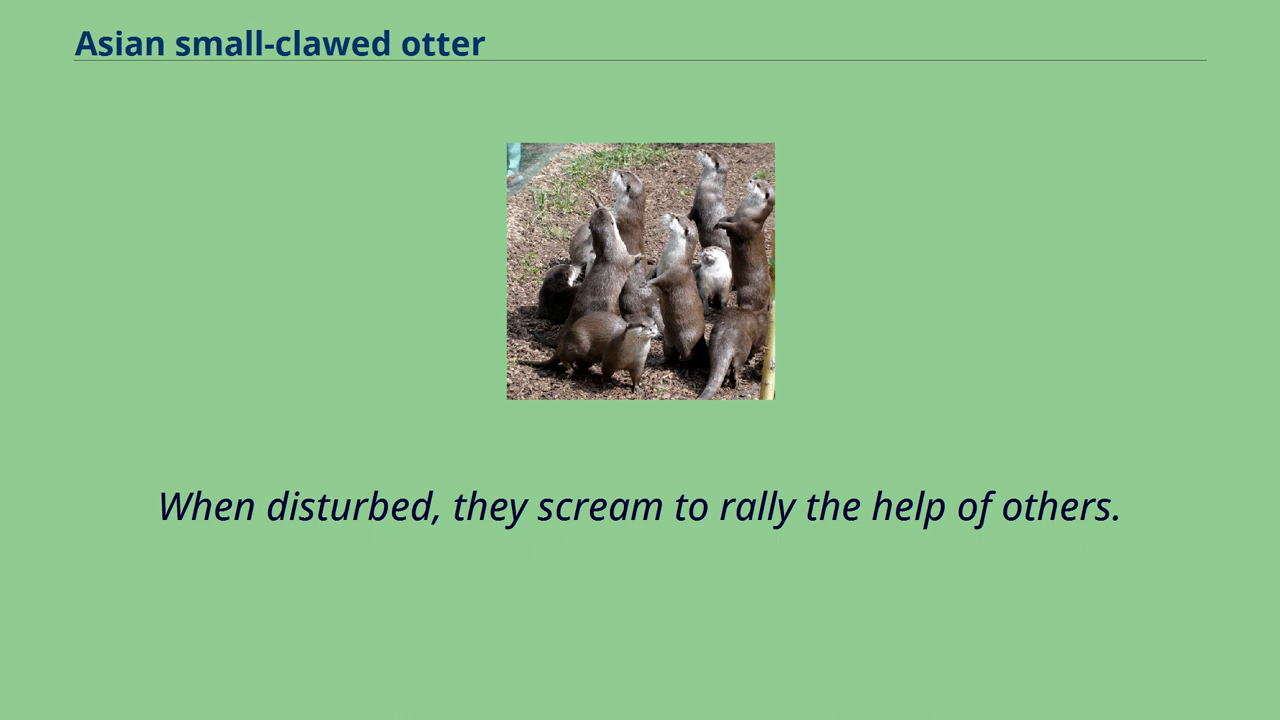 Asian small-clawed otter
When disturbed, they scream to rally the help of others.